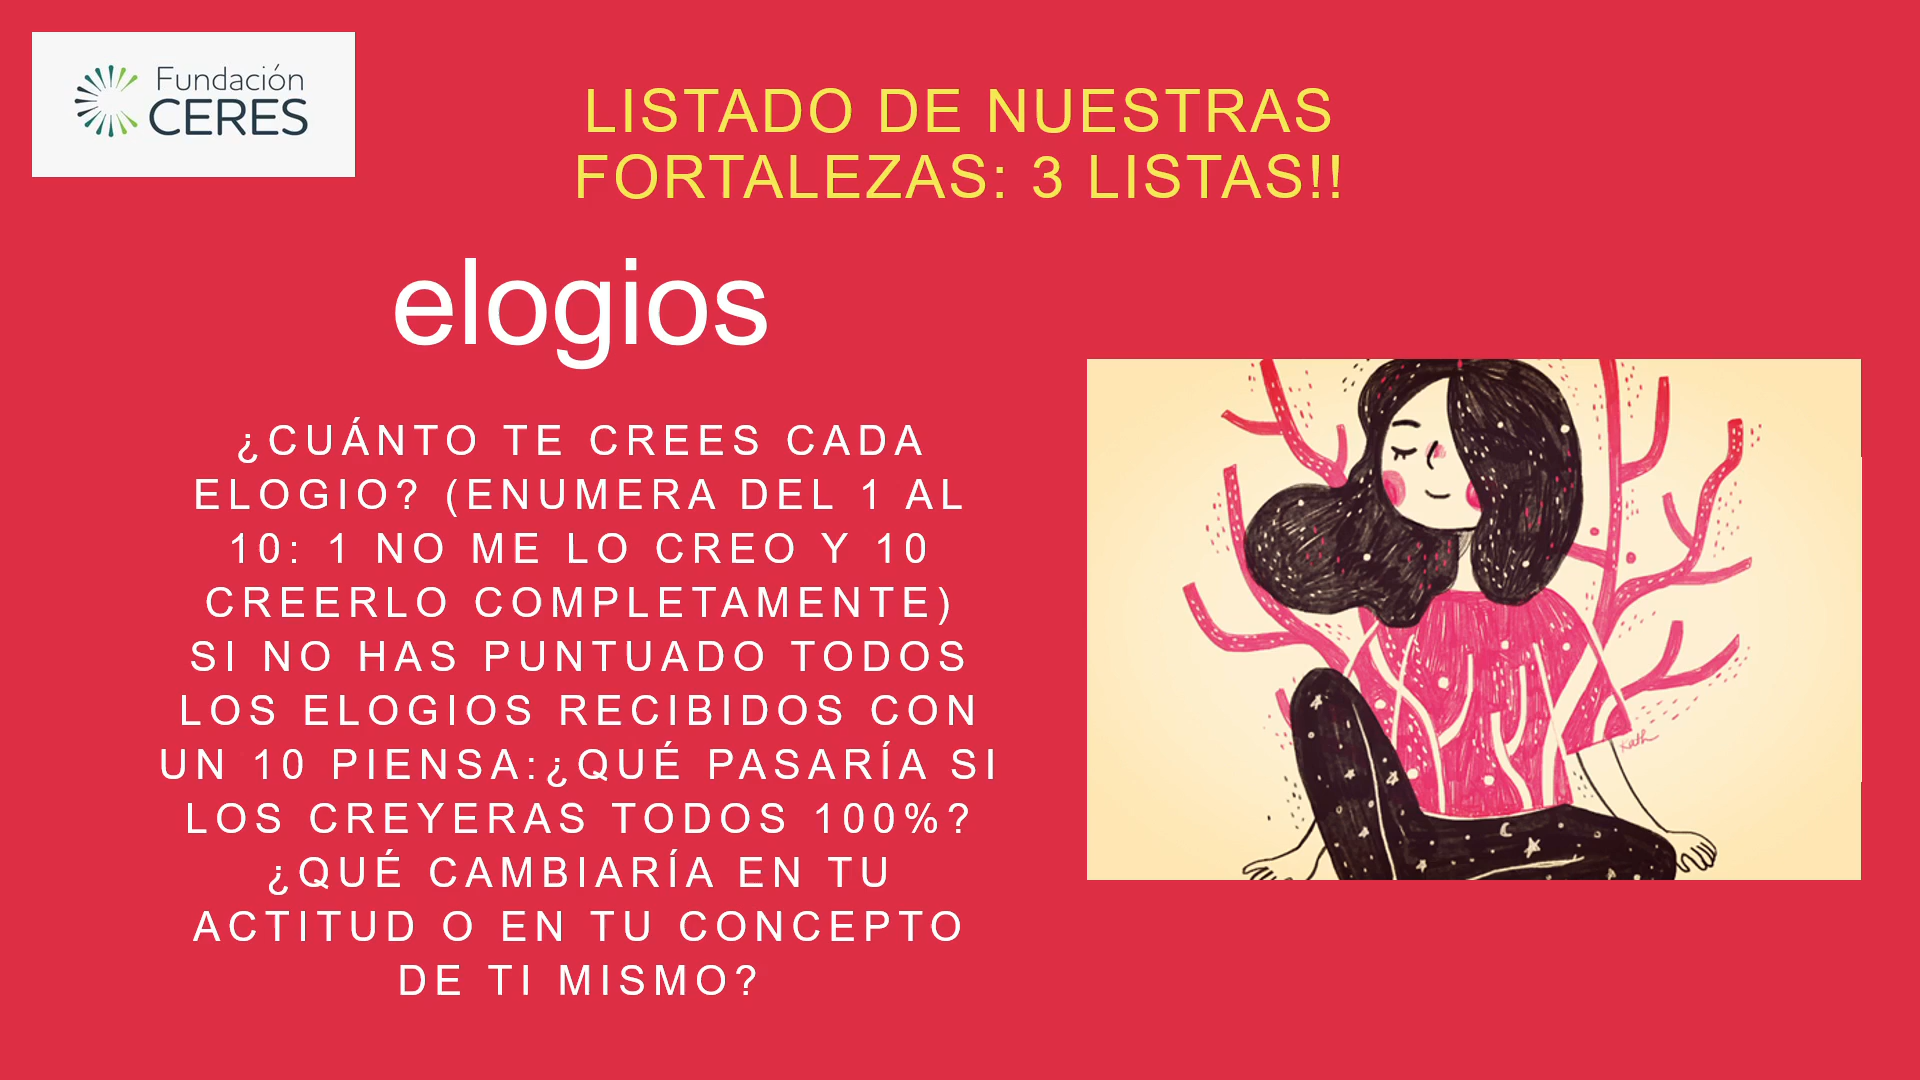 Fundación
CERES
LISTADO DE NUESTRAS
FORTALEZAS: 3 LISTAS!!
elogios
¿CUÁNTO TE CREES CADA
ELOGIO? (ENUMERA DEL 1 AL
10: 1 NO ME LO CREO Y 10
CREERLO COMPLETAMENTE)
SI NO HAS PUNTUADO TODOS
LOS ELOGIOS RECIBIDOS CON
UN 10 PIENSA:¿QUÉ PASARÍA SI
LOS CREYERAS TODOS 100%?
¿QUÉ CAMBIARÍA EN TU
ACTITUD O EN TU CONCEPTO
DE TI MISMO?